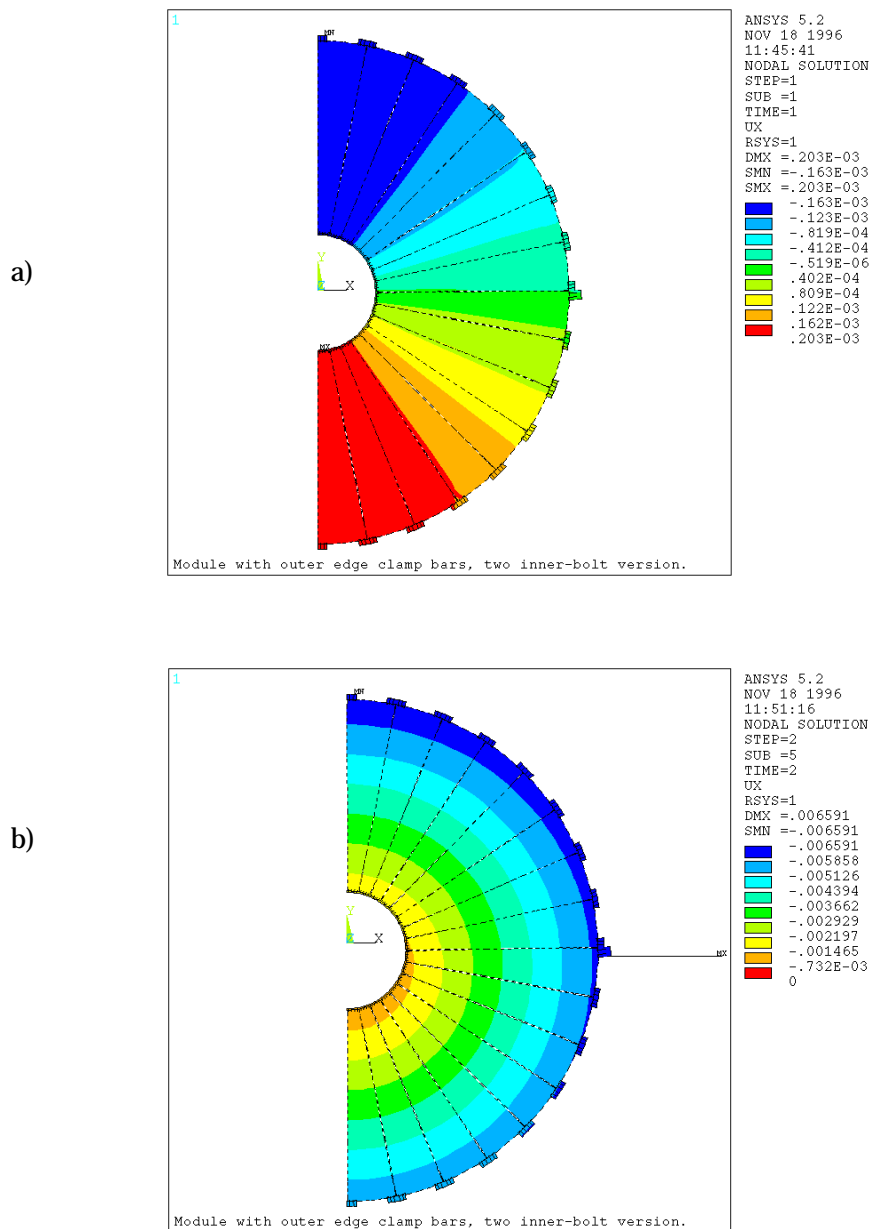 a)
1
MN
Y
Z
X
MX
ANSYS 5.2
NOV 18 1996
11:45:41
NODAL SOLUTION
STEP=1
SUB =1
TIME=1
UX
RSYS=1
DMX =.203E-03
SMN =-.163E-03
SMX =.203E-03
-.163E-03
-.123E-03
-.819E-04
-.412E-04
-.519E-06
.402E-04
.809E-04
.122E-03
.162E-03
.203E-03
Module with outer edge clamp bars, two inner-bolt version.
b)
1
MN
Y
Z
X
MX
ANSYS 5.2
NOV 18 1996
11:51:16
NODAL SOLUTION
STEP=2
SUB =5
TIME=2
UX
RSYS=1
DMX =.006591
SMN =-.006591
-.006591
-.005858
-.005126
-.004394
-.003662
-.002929
-.002197
-.001465
-.732E-03
0
Module with outer edge clamp bars, two inner-bolt version.